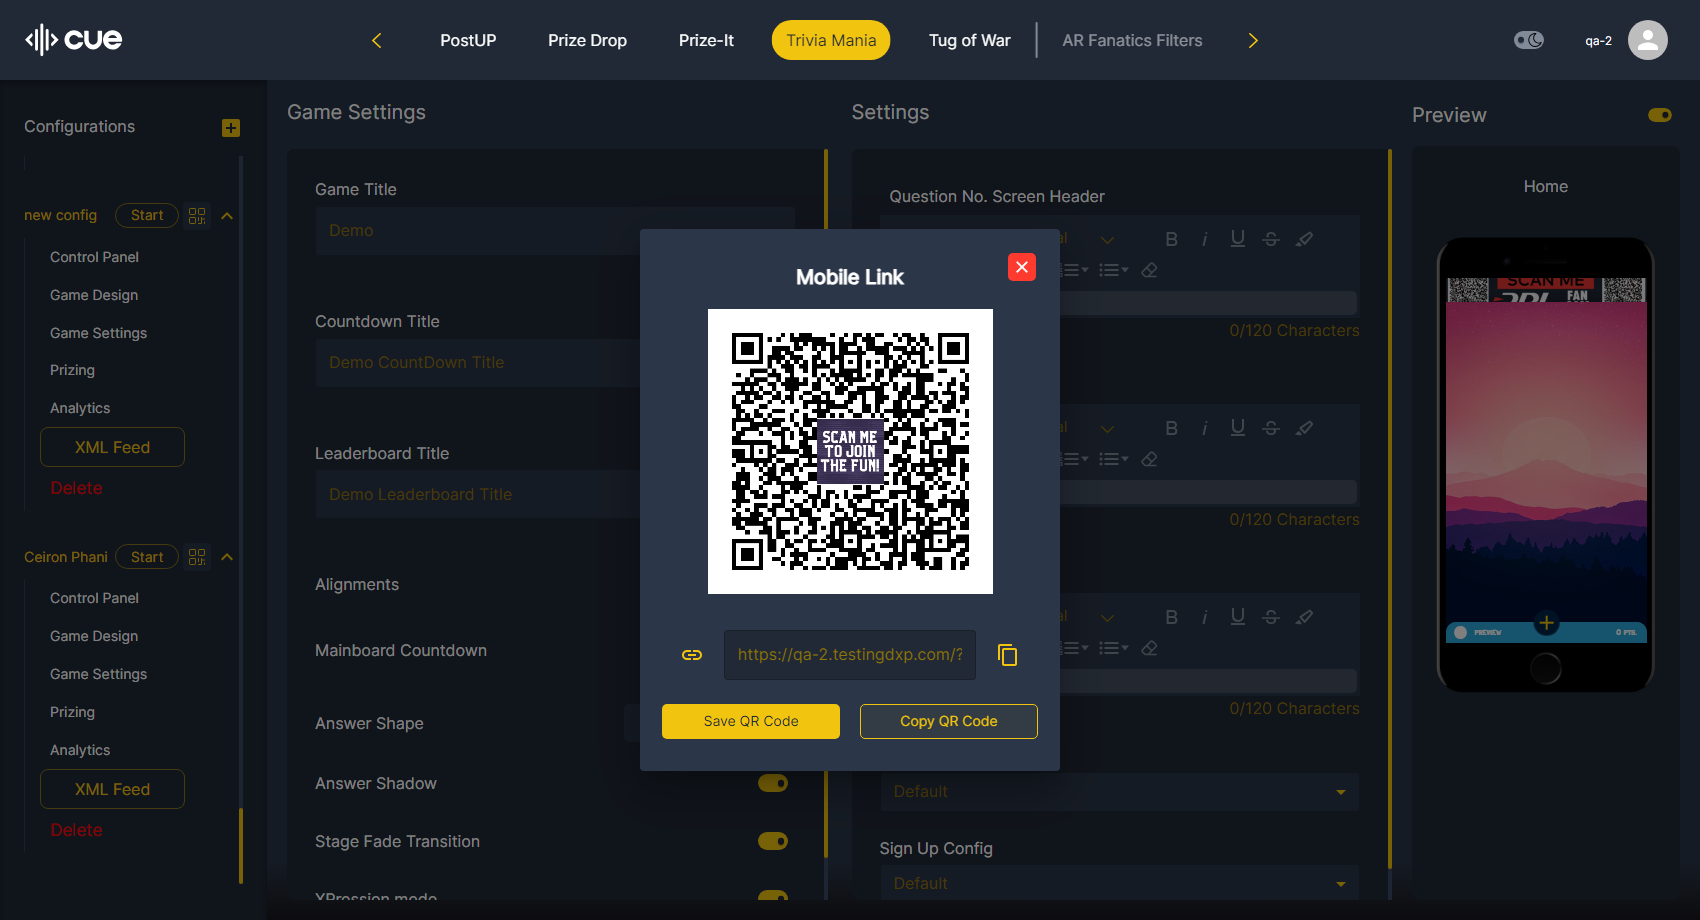 cue
PostUP
Prize Drop
Prize-It
Trivia Mania
Tug of War
AR Fanatics Filters
qa-2
Configurations
new config
Start
Control Panel
Game Design
Game Settings
Prizing
Analytics
XML Feed
Delete
Ceiron Phani
Start
Control Panel
Game Design
Game Settings
Prizing
Analytics
XML Feed
Delete
Game Settings
Game Title
Demo
Countdown Title
Demo CountDown Title
Leaderboard Title
Demo Leaderboard Title
Alignments
Mainboard Countdown
Answer Shape
Answer Shadow
Stage Fade Transition
XPression mode
Mobile Link
SCAN ME
TO JOIN
THE FUN!
https://qa-2.testingdxp.com/?
Save QR Code
Copy QR Code
Settings
Question No. Screen Header
B i U S
0/120 Characters
B i U S
0/120 Characters
B i U S
0/120 Characters
Default
Sign Up Config
Default
Preview
Home
SCAN ME
FAN
PREVIEW
0 PTS.